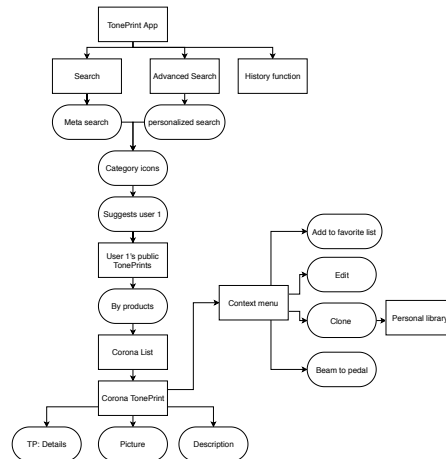 TonePrint App
Search
Advanced Search
History function
Meta search
personalized search
Category icons
Suggests user 1
Add to favorite list
User 1's public
TonePrints
Edit
By products
Context menu
Clone
Personal library
Corona List
Beam to pedal
Corona TonePrint
TP: Details
Picture
Description